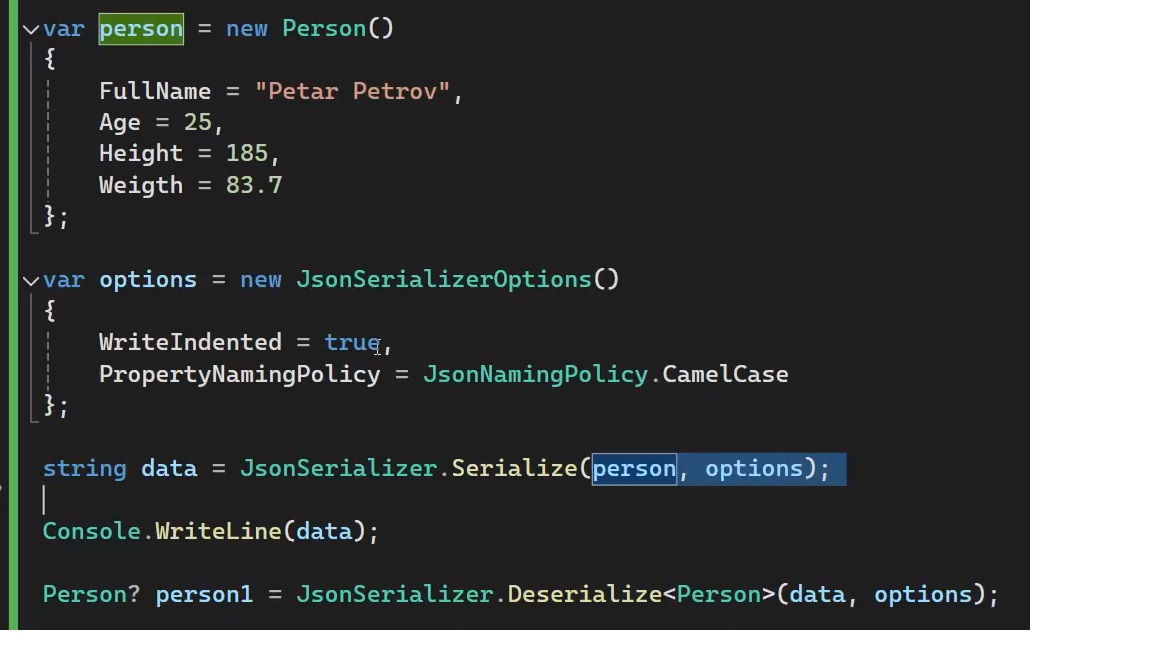 var person = new Person()
{
    FullName = "Petar Petrov",
    Age = 25,
    Height = 185,
    Weigth = 83.7
};
var options = new JsonSerializerOptions()
{
    WriteIndented = true,
    PropertyNamingPolicy = JsonNamingPolicy.CamelCase
};
string data = JsonSerializer.Serialize(person, options);
Console.WriteLine(data);
Person? person1 = JsonSerializer.Deserialize<Person>(data, options);